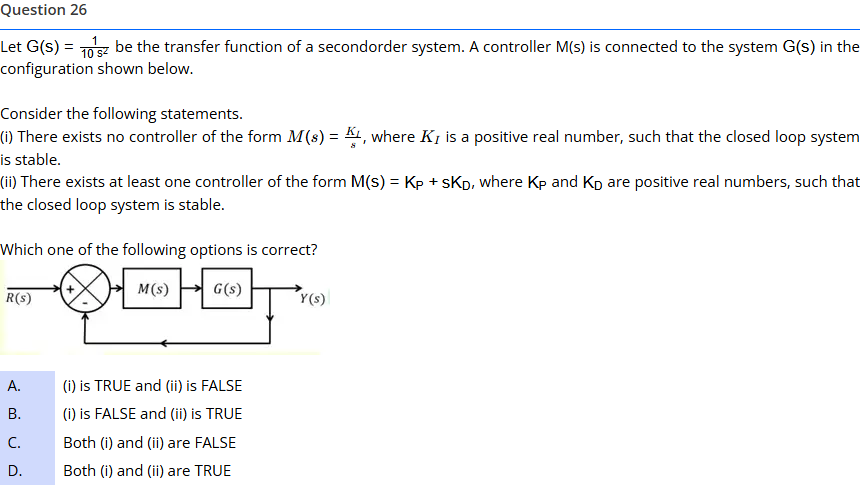 Question 26
Let G(s) = 1/(10 s²) be the transfer function of a secondorder system. A controller M(s) is connected to the system G(s) in the
configuration shown below.
Consider the following statements.
(i) There exists no controller of the form M(s) = K_I/s, where K_I is a positive real number, such that the closed loop system
is stable.
(ii) There exists at least one controller of the form M(s) = K_P + sK_D, where K_P and K_D are positive real numbers, such that
the closed loop system is stable.
Which one of the following options is correct?
R(s) + - M(s) G(s) Y(s)
A. (i) is TRUE and (ii) is FALSE
B. (i) is FALSE and (ii) is TRUE
C. Both (i) and (ii) are FALSE
D. Both (i) and (ii) are TRUE